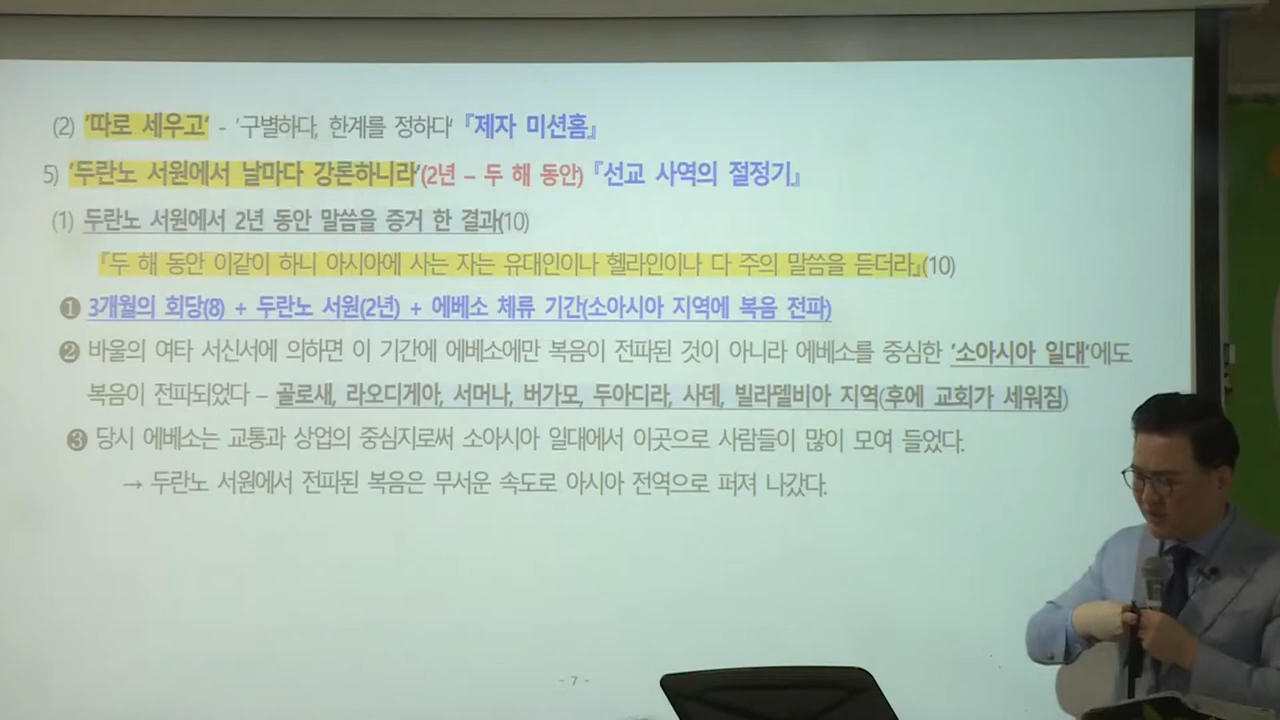 (2) '따로 세우고' - '구별하다, 한계를 정하다' 『제자 미션홈』
5) '두란노 서원에서 날마다 강론하니라'(2년 – 두 해 동안) 『선교 사역의 절정기』
(1) 두란노 서원에서 2년 동안 말씀을 증거 한 결과(10)
『두 해 동안 이같이 하니 아시아에 사는 자는 유대인이나 헬라인이나 다 주의 말씀을 듣더라』(10)
❶ 3개월의 회당(8) + 두란노 서원(2년) + 에베소 체류 기간(소아시아 지역에 복음 전파)
❷ 바울의 여타 서신서에 의하면 이 기간에 에베소에만 복음이 전파된 것이 아니라 에베소를 중심한 '소아시아 일대'에도
복음이 전파되었다 – 골로새, 라오디게아, 서머나, 버가모, 두아디라, 사데, 빌라델비아 지역(후에 교회가 세워짐)
❸ 당시 에베소는 교통과 상업의 중심지로써 소아시아 일대에서 이곳으로 사람들이 많이 모여 들었다.
→ 두란노 서원에서 전파된 복음은 무서운 속도로 아시아 전역으로 퍼져 나갔다.
- 7 -